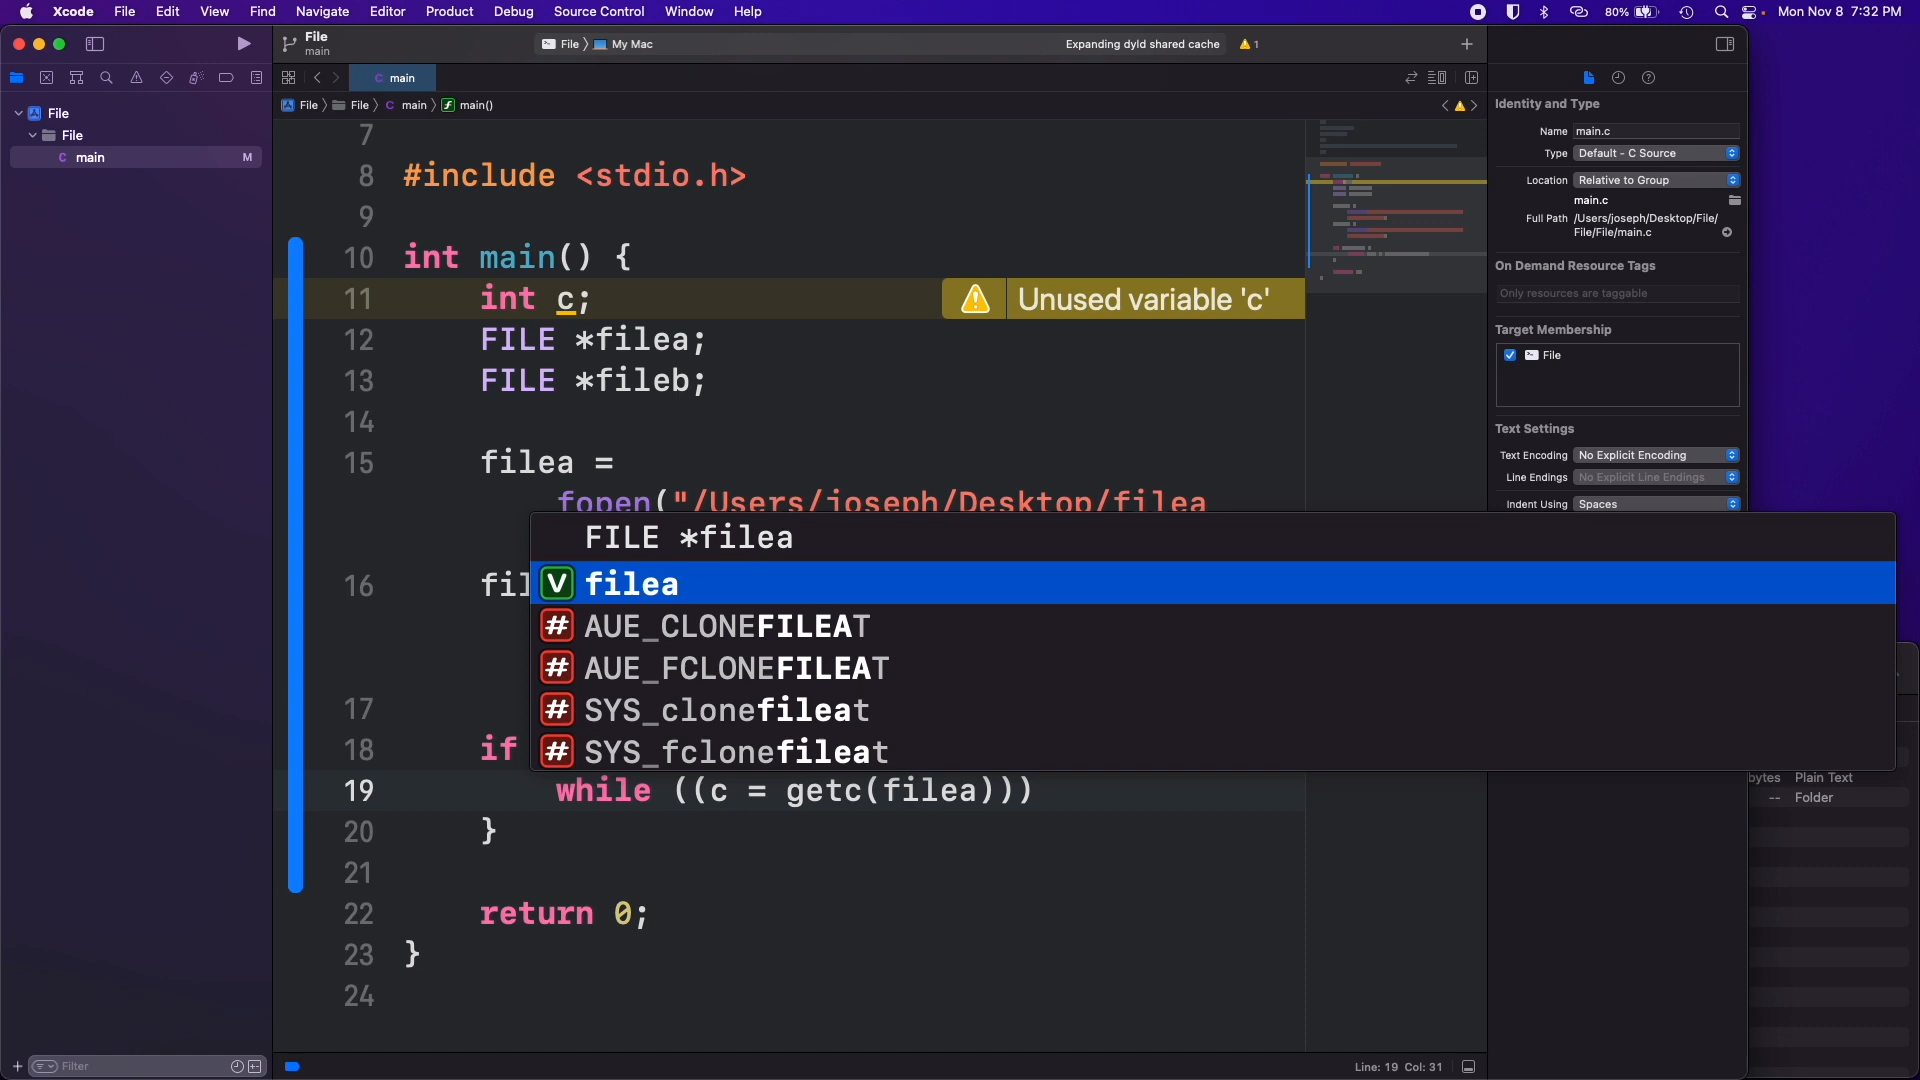 Xcode File Edit View Find Navigate Editor Product Debug Source Control Window Help 80% Mon Nov 8 7:32 PM
File
main
File My Mac Expanding dyld shared cache 1
main
File File main main()
File
File
main M
7
8 #include <stdio.h>
9
10 int main() {
11 int c; Unused variable 'c'
12 FILE *filea;
13 FILE *fileb;
14
15 filea =
fopen("/Users/joseph/Desktop/filea
FILE *filea
16 fil
filea
AUE_CLONEFILEAT
AUE_FCLONEFILEAT
17 SYS_clonefileat
18 if SYS_fclonefileat
19 while ((c = getc(filea)))
20 }
21
22 return 0;
23 }
24
Identity and Type
Name main.c
Type Default - C Source
Location Relative to Group
main.c
Full Path /Users/joseph/Desktop/File/
File/File/main.c
On Demand Resource Tags
Only resources are taggable
Target Membership
File
Text Settings
Text Encoding No Explicit Encoding
Line Endings No Explicit Line Endings
Indent Using Spaces
bytes Plain Text
-- Folder
Filter
Line: 19 Col: 31